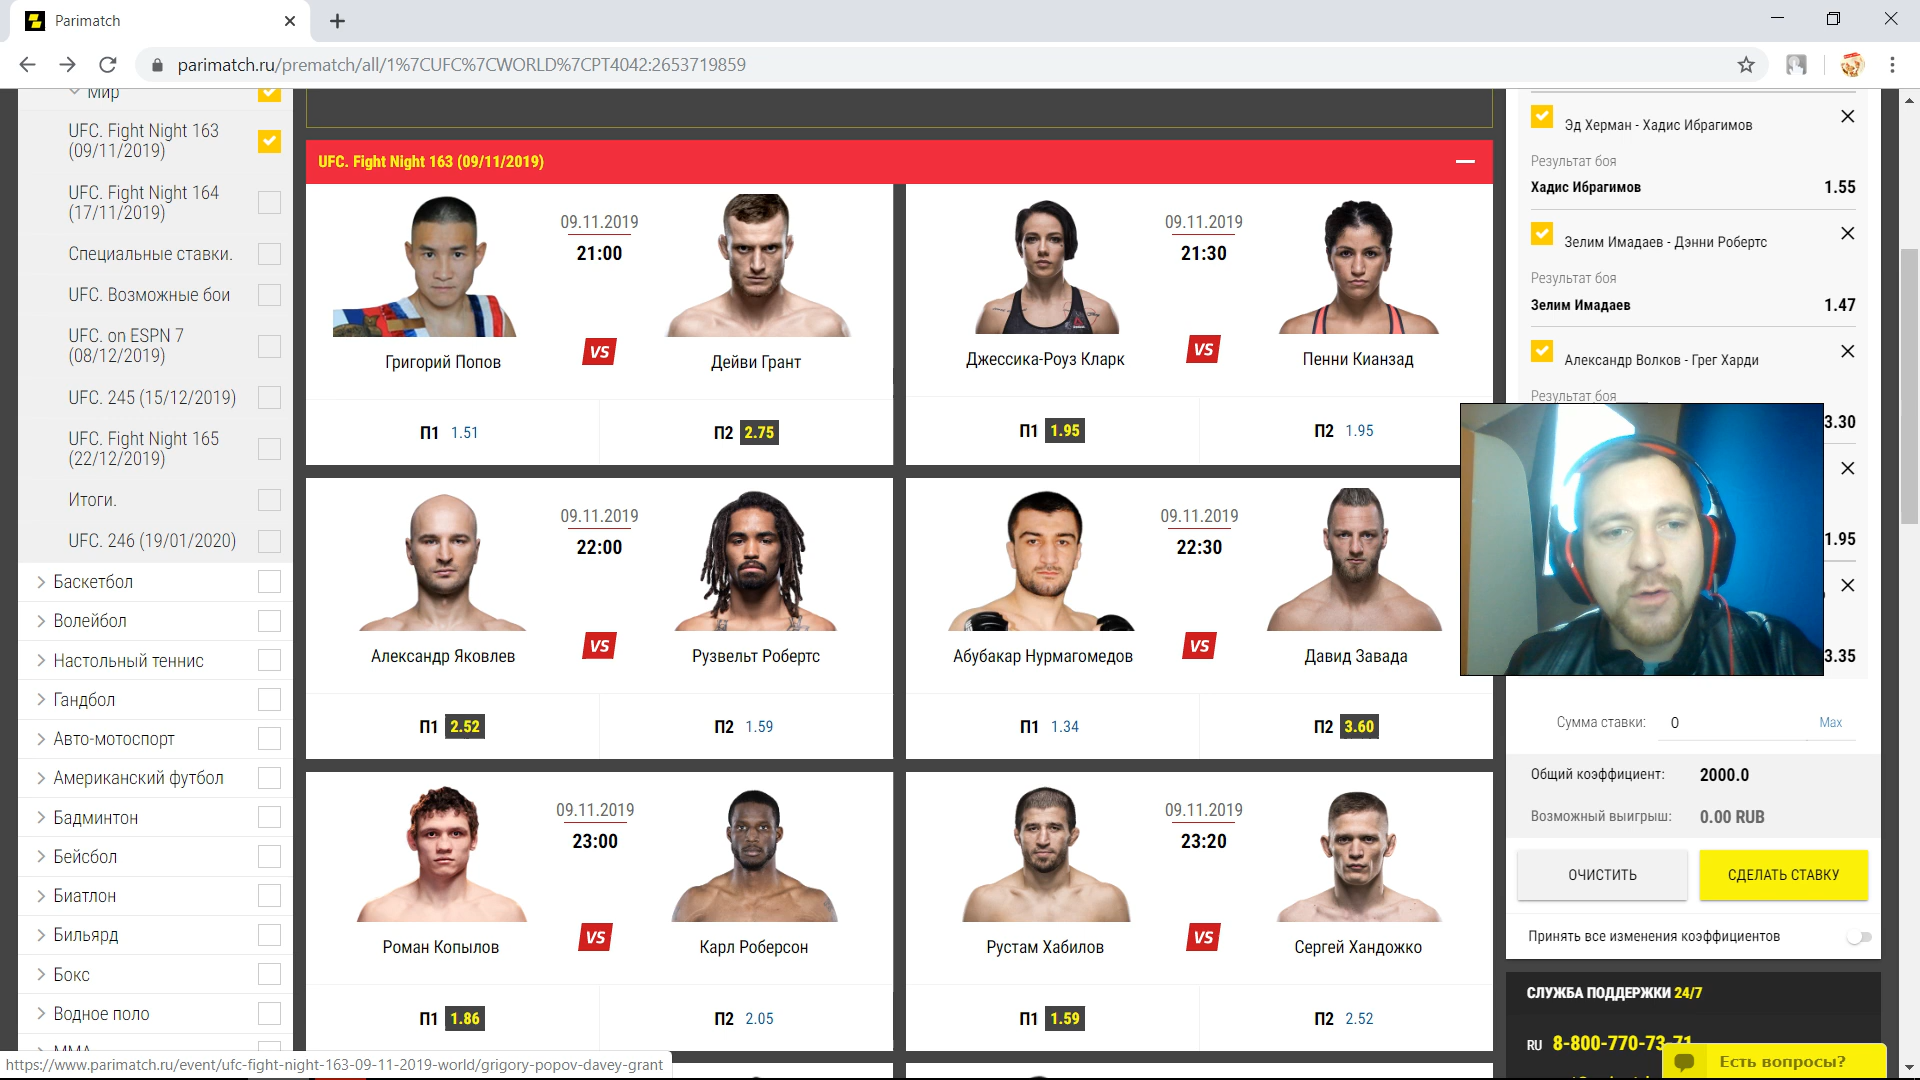 Parimatch
parimatch.ru/prematch/all/1%7CUFC%7CWORLD%7CPT4042:2653719859
Мир
UFC. Fight Night 163
(09/11/2019)
UFC. Fight Night 164
(17/11/2019)
Специальные ставки.
UFC. Возможные бои
UFC. on ESPN 7
(08/12/2019)
UFC. 245 (15/12/2019)
UFC. Fight Night 165
(22/12/2019)
Итоги.
UFC. 246 (19/01/2020)
Баскетбол
Волейбол
Настольный теннис
Гандбол
Авто-мотоспорт
Американский футбол
Бадминтон
Бейсбол
Биатлон
Бильярд
Бокс
Водное поло
ММА
UFC. Fight Night 163 (09/11/2019)
09.11.2019
21:00
VS
Григорий Попов
Дейви Грант
П1 1.51
П2 2.75
09.11.2019
21:30
VS
Джессика-Роуз Кларк
Пенни Кианзад
П1 1.95
П2 1.95
09.11.2019
22:00
VS
Александр Яковлев
Рузвельт Робертс
П1 2.52
П2 1.59
09.11.2019
22:30
VS
Абубакар Нурмагомедов
Давид Завада
П1 1.34
П2 3.60
09.11.2019
23:00
VS
Роман Копылов
Карл Роберсон
П1 1.86
П2 2.05
09.11.2019
23:20
VS
Рустам Хабилов
Сергей Хандожко
П1 1.59
П2 2.52
Эд Херман - Хадис Ибрагимов
Результат боя
Хадис Ибрагимов 1.55
Зелим Имадаев - Дэнни Робертс
Результат боя
Зелим Имадаев 1.47
Александр Волков - Грег Харди
Результат боя
3.30
1.95
3.35
Сумма ставки: 0 Max
Общий коэффициент: 2000.0
Возможный выигрыш: 0.00 RUB
ОЧИСТИТЬ
СДЕЛАТЬ СТАВКУ
Принять все изменения коэффициентов
СЛУЖБА ПОДДЕРЖКИ 24/7
RU 8-800-770-73-71
Есть вопросы?
https://www.parimatch.ru/event/ufc-fight-night-163-09-11-2019-world/grigory-popov-davey-grant